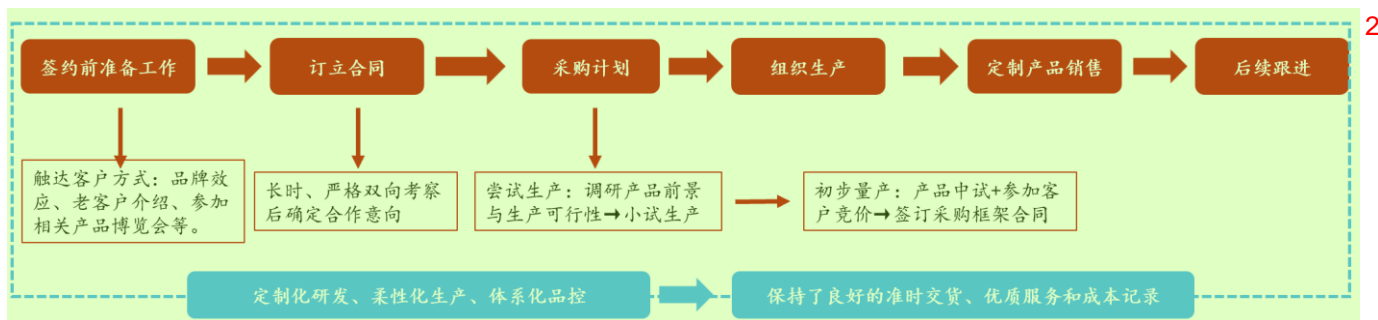 2
签约前准备工作
订立合同
采购计划
组织生产
定制产品销售
后续跟进
触达客户方式：品牌效
应、老客户介绍、参加
相关产品博览会等。
长时、严格双向考察
后确定合作意向
尝试生产：调研产品前景
与生产可行性→小试生产
初步量产：产品中试+参加客
户竞价→签订采购框架合同
定制化研发、柔性化生产、体系化品控
保持了良好的准时交货、优质服务和成本记录